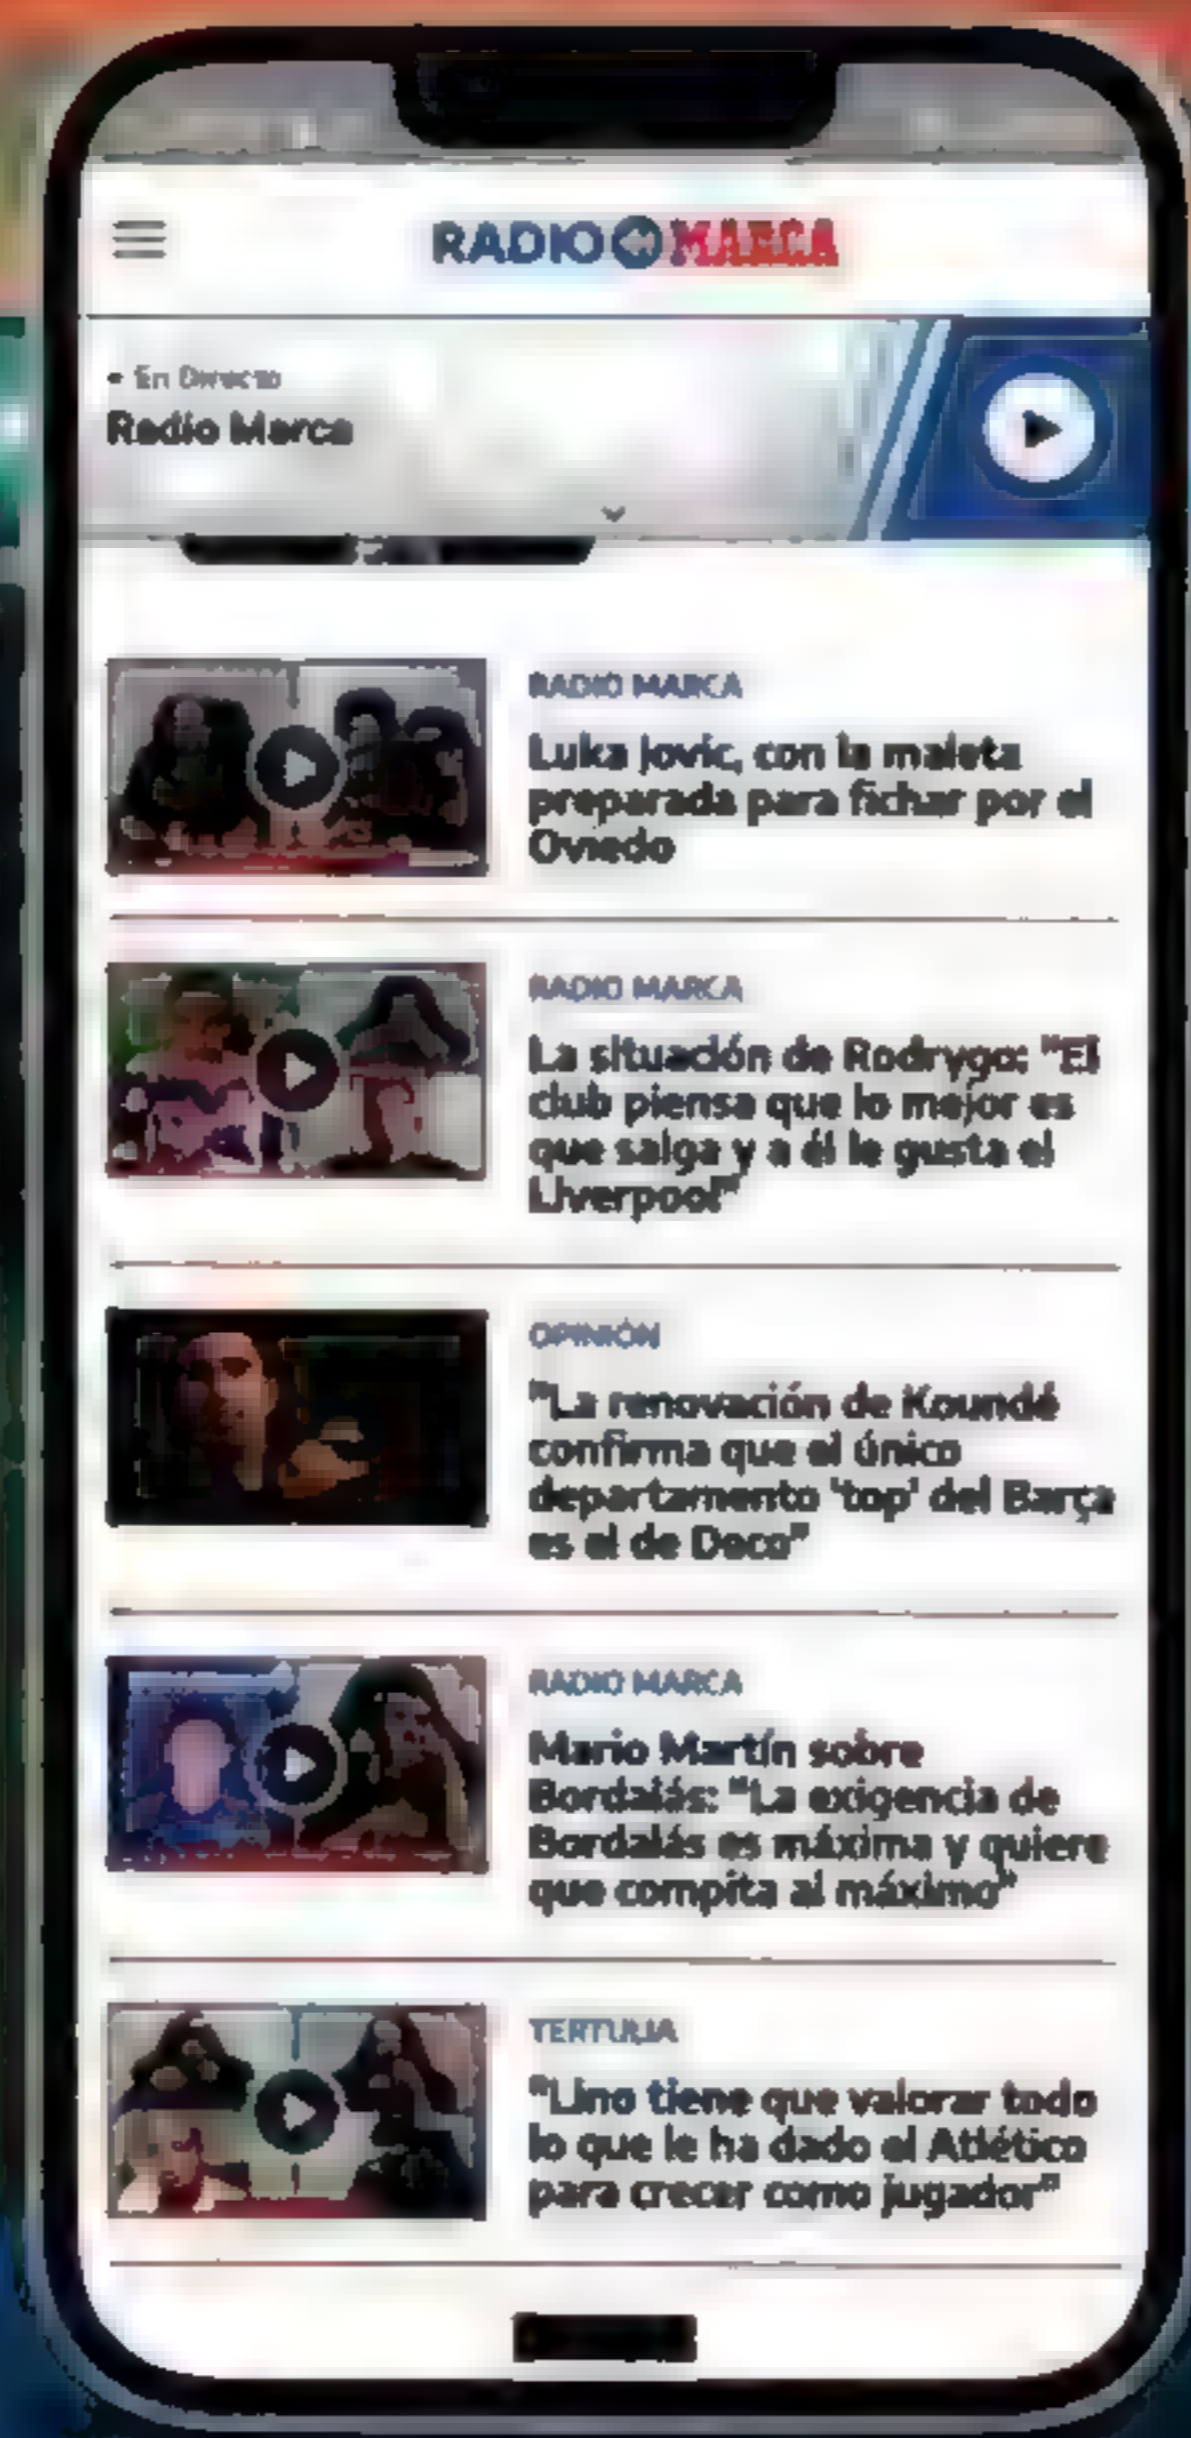 RADIO MARCA
En Directo
Radio Marca
RADIO MARCA
Luka Jovic, con la maleta
preparada para fichar por el
Oviedo
RADIO MARCA
La situación de Rodrygo: "El
club piensa que lo mejor es
que salga y a él le gusta el
Liverpool"
OPINIÓN
"La renovación de Koundé
confirma que el único
departamento 'top' del Barça
es el de Deco"
RADIO MARCA
Mario Martín sobre
Bordalás: "La exigencia de
Bordalás es máxima y quiere
que compita al máximo"
TERTULIA
"Lino tiene que valorar todo
lo que le ha dado el Atlético
para crecer como jugador"